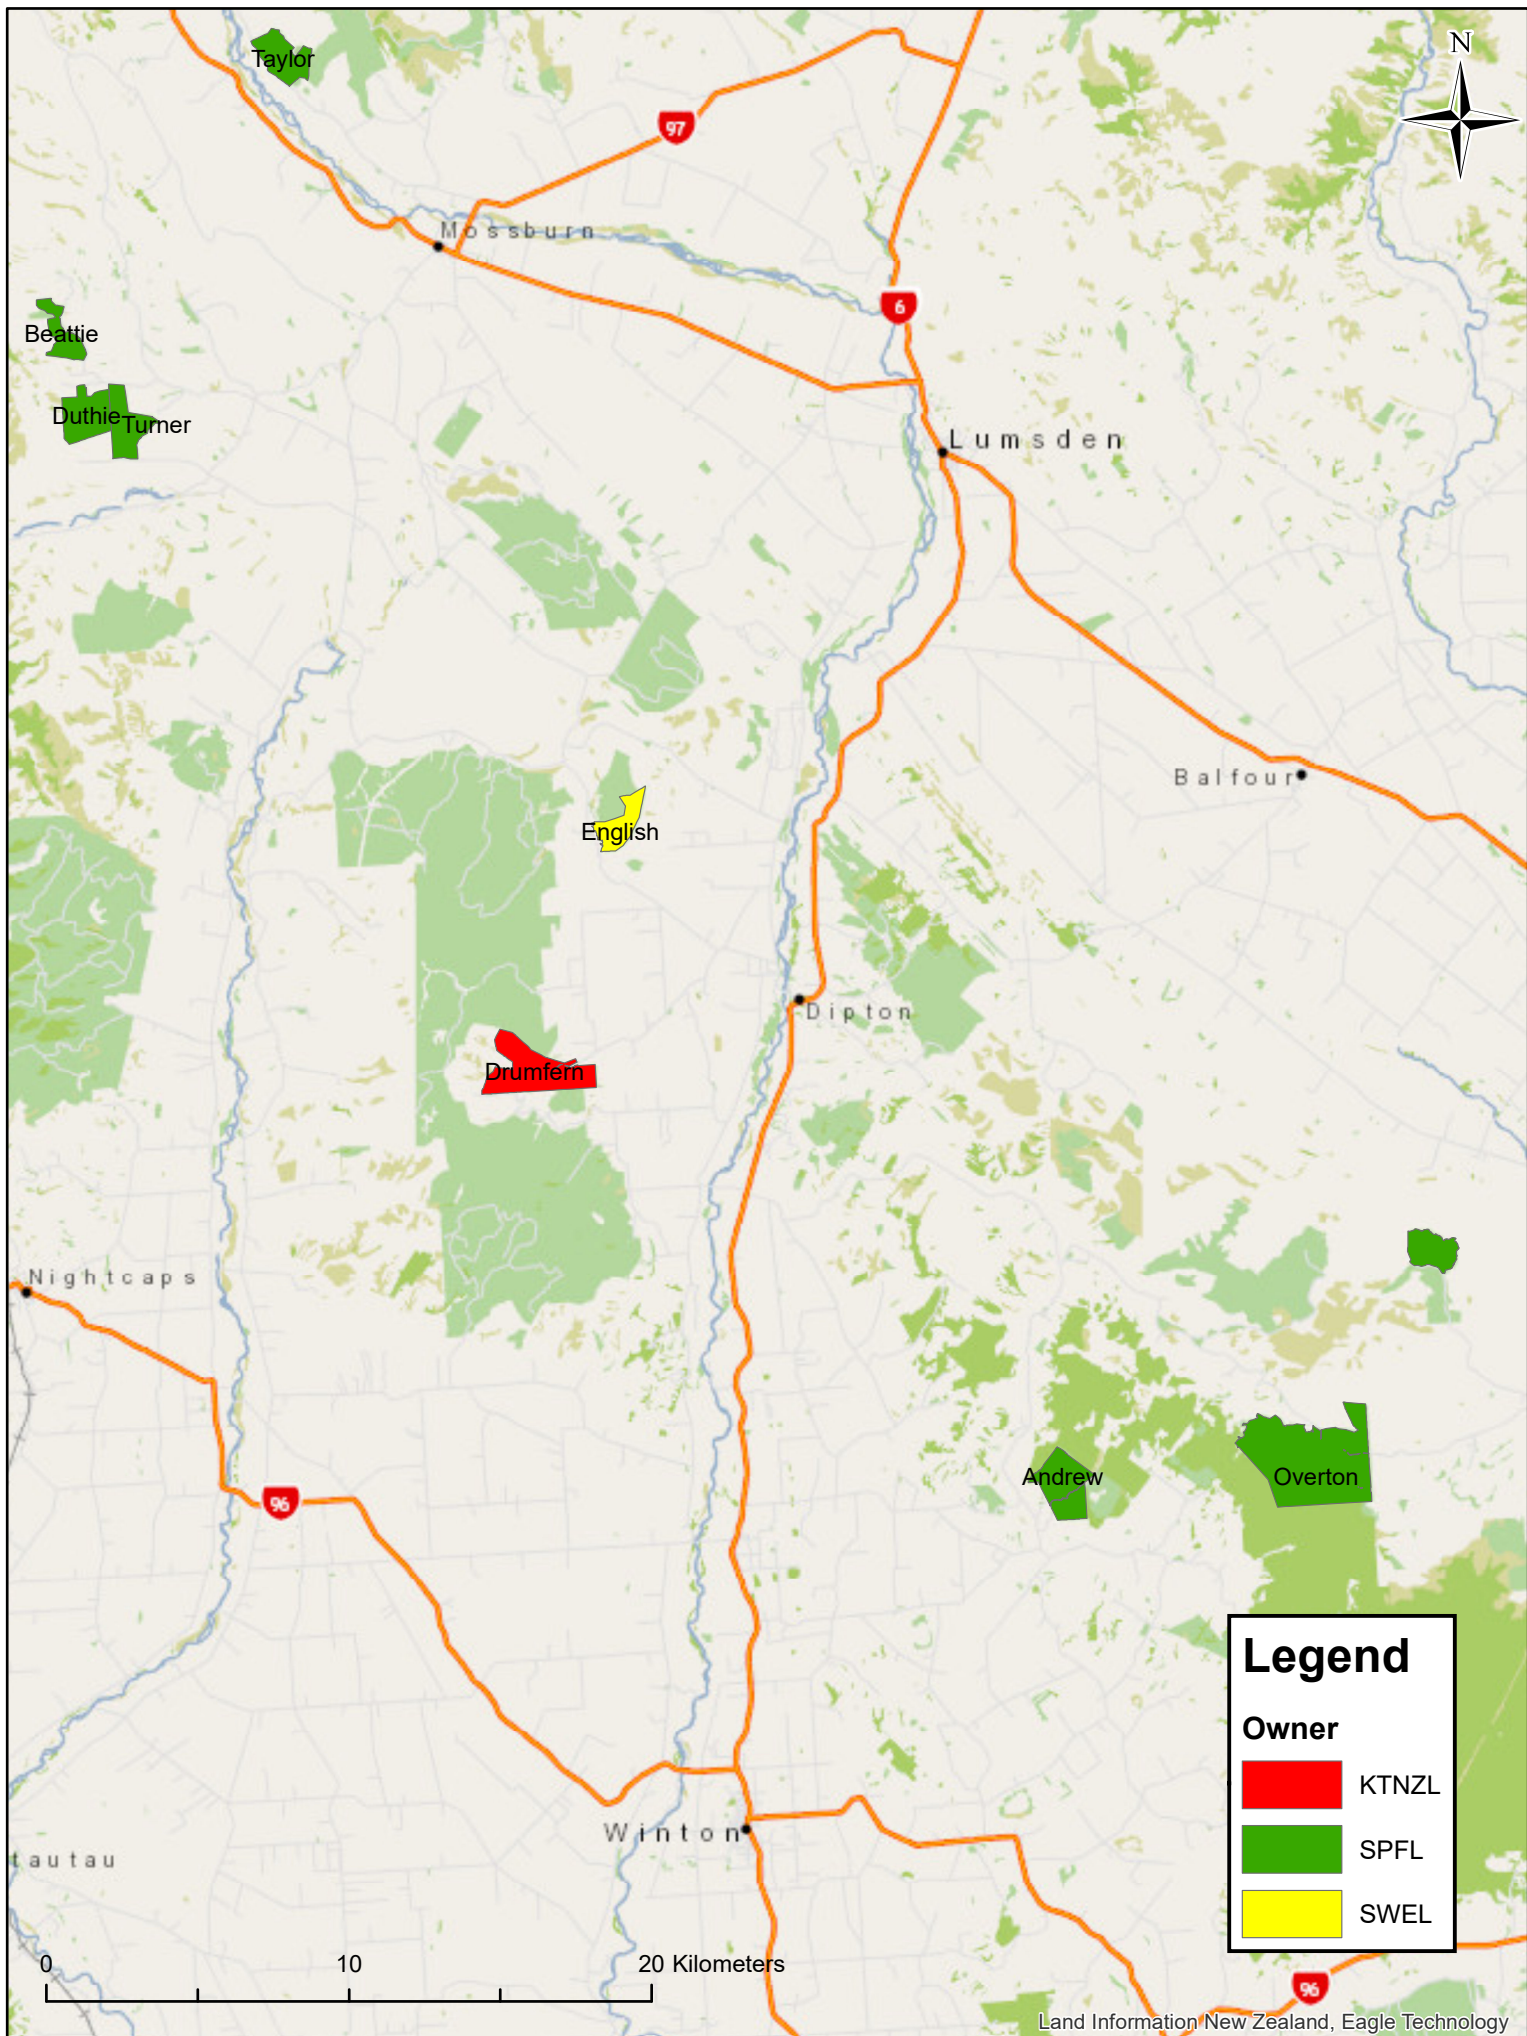 Taylor
N
97
Mossburn
6
Beattie
Duthie
Turner
Lumsden
Balfour
English
Dipton
Drumfern
Nightcaps
Andrew
Overton
96
Legend
Owner
KTNZL
SPFL
SWEL
Winton
tautau
0 10 20 Kilometers
96
Land Information New Zealand, Eagle Technology